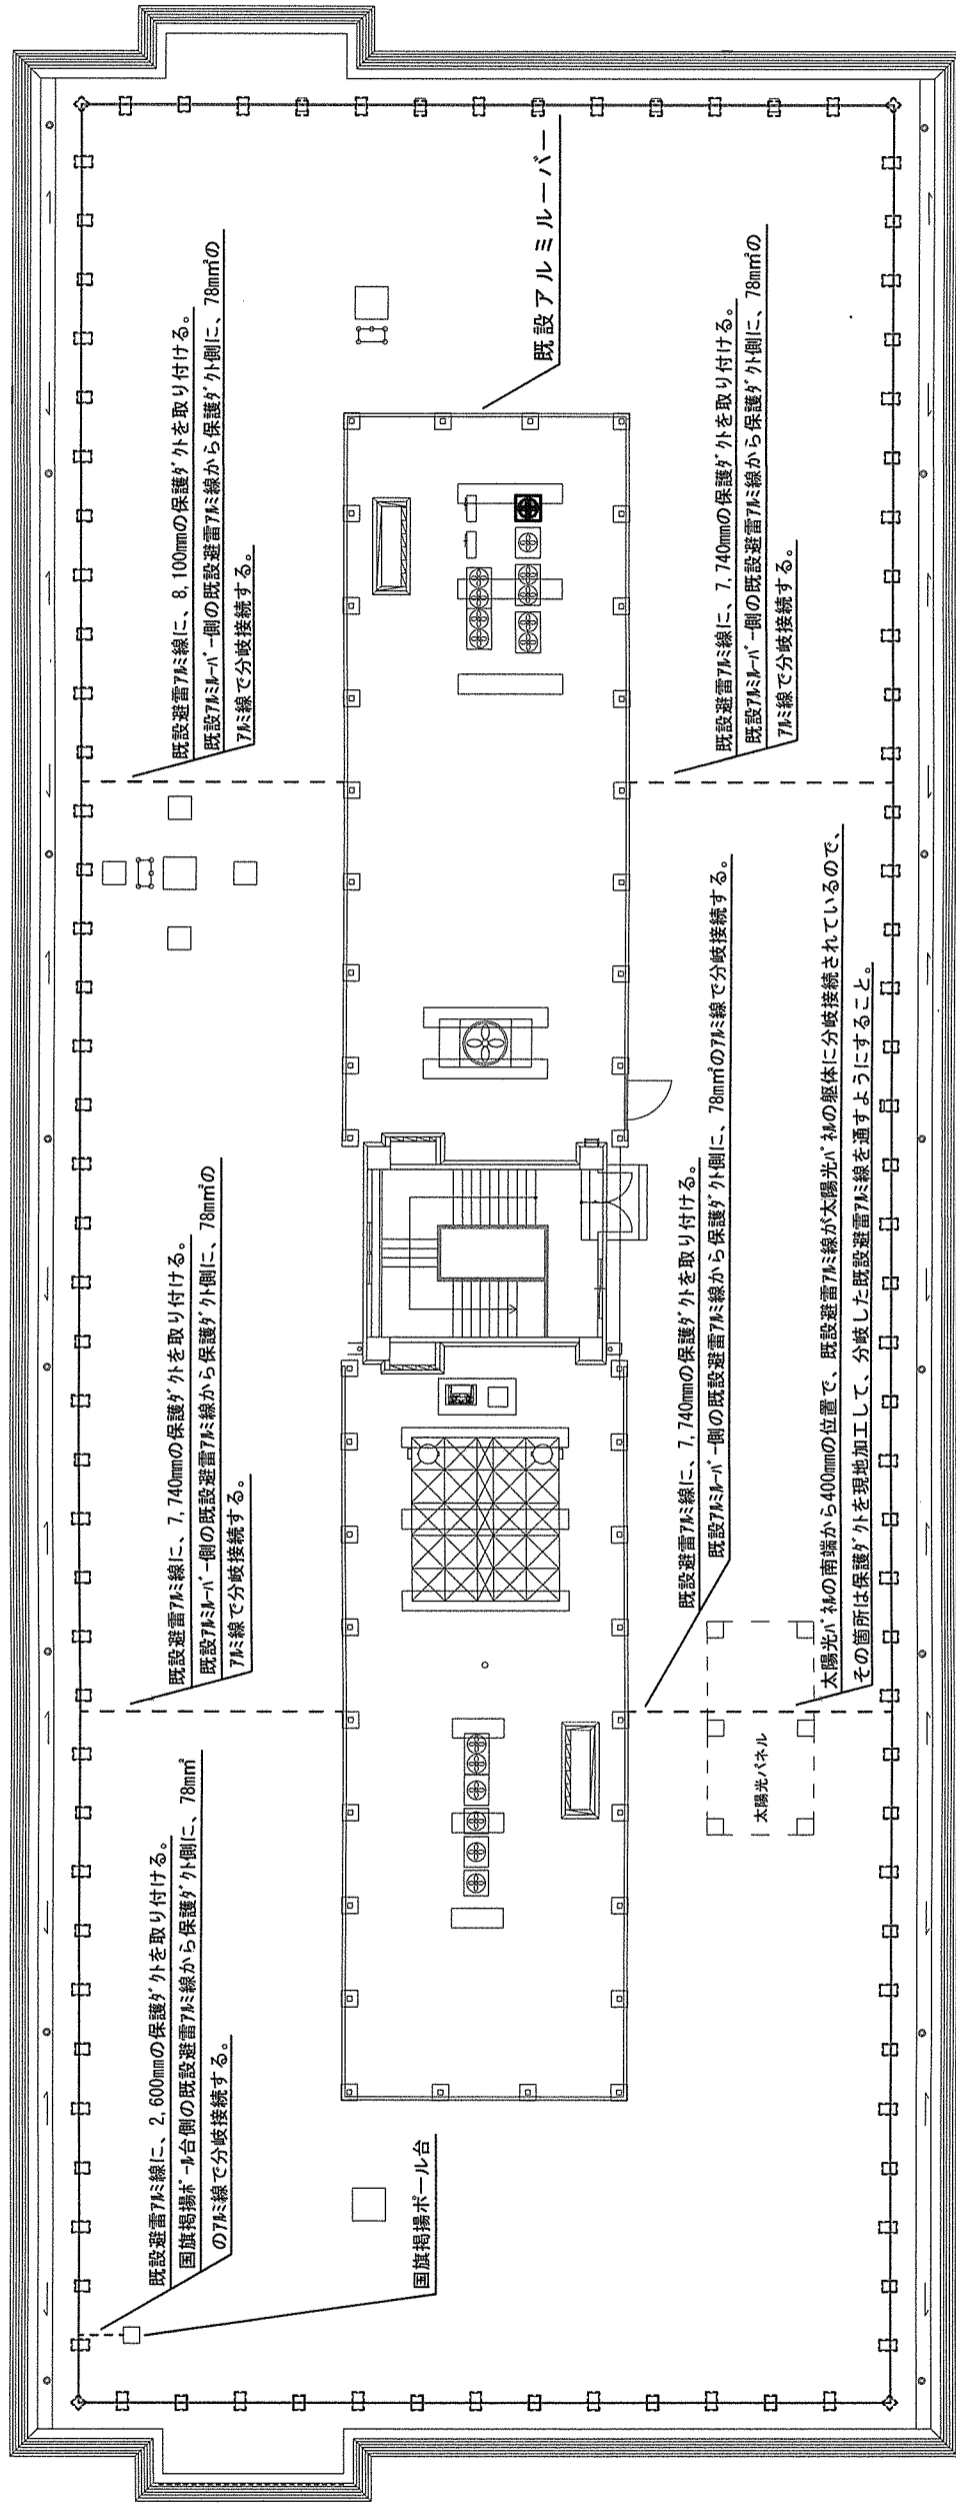 既設避雷ｱﾙﾐ線に、2,600mmの保護ﾀﾞｸﾄを取り付ける。
国旗掲揚ﾎﾟｰﾙ台側の既設避雷ｱﾙﾐ線から保護ﾀﾞｸﾄ側に、78mm²
のｱﾙﾐ線で分岐接続する。
国旗掲揚ポール台
既設避雷ｱﾙﾐ線に、7,740mmの保護ﾀﾞｸﾄを取り付ける。
既設ｱﾙﾐﾙｰﾊﾞｰ側の既設避雷ｱﾙﾐ線から保護ﾀﾞｸﾄ側に、78mm²の
ｱﾙﾐ線で分岐接続する。
既設避雷ｱﾙﾐ線に、8,100mmの保護ﾀﾞｸﾄを取り付ける。
既設ｱﾙﾐﾙｰﾊﾞｰ側の既設避雷ｱﾙﾐ線から保護ﾀﾞｸﾄ側に、78mm²の
ｱﾙﾐ線で分岐接続する。
既設アルミルーバー
既設避雷ｱﾙﾐ線に、7,740mmの保護ﾀﾞｸﾄを取り付ける。
既設ｱﾙﾐﾙｰﾊﾞｰ側の既設避雷ｱﾙﾐ線から保護ﾀﾞｸﾄ側に、78mm²のｱﾙﾐ線で分岐接続する。
太陽光パネル
太陽光ﾊﾟﾈﾙの南端から400mmの位置で、既設避雷ｱﾙﾐ線が太陽光ﾊﾟﾈﾙの躯体に分岐接続されているので、
その箇所は保護ﾀﾞｸﾄを現地加工して、分岐した既設避雷ｱﾙﾐ線を通すようにすること。
既設避雷ｱﾙﾐ線に、7,740mmの保護ﾀﾞｸﾄを取り付ける。
既設ｱﾙﾐﾙｰﾊﾞｰ側の既設避雷ｱﾙﾐ線から保護ﾀﾞｸﾄ側に、78mm²の
ｱﾙﾐ線で分岐接続する。